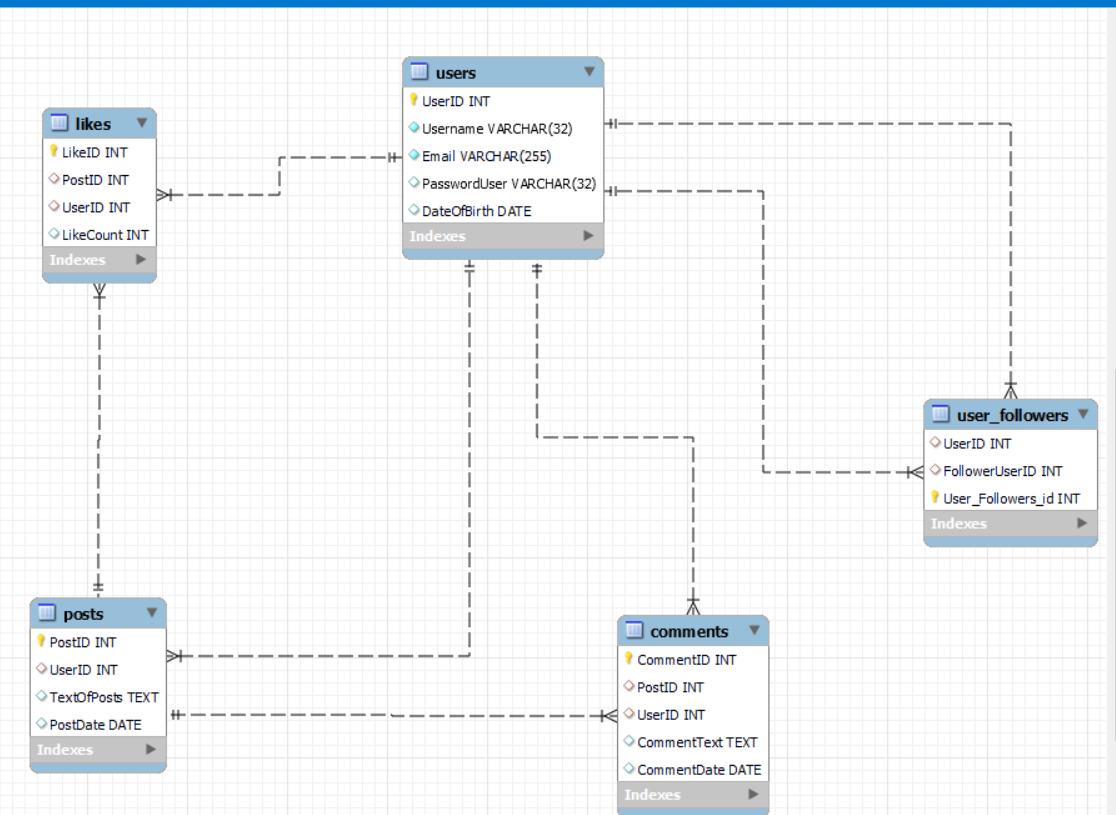 users
UserID INT
Username VARCHAR(32)
Email VARCHAR(255)
PasswordUser VARCHAR(32)
DateOfBirth DATE
Indexes
likes
LikeID INT
PostID INT
UserID INT
LikeCount INT
Indexes
user_followers
UserID INT
FollowerUserID INT
User_Followers_id INT
Indexes
posts
PostID INT
UserID INT
TextOfPosts TEXT
PostDate DATE
Indexes
comments
CommentID INT
PostID INT
UserID INT
CommentText TEXT
CommentDate DATE
Indexes